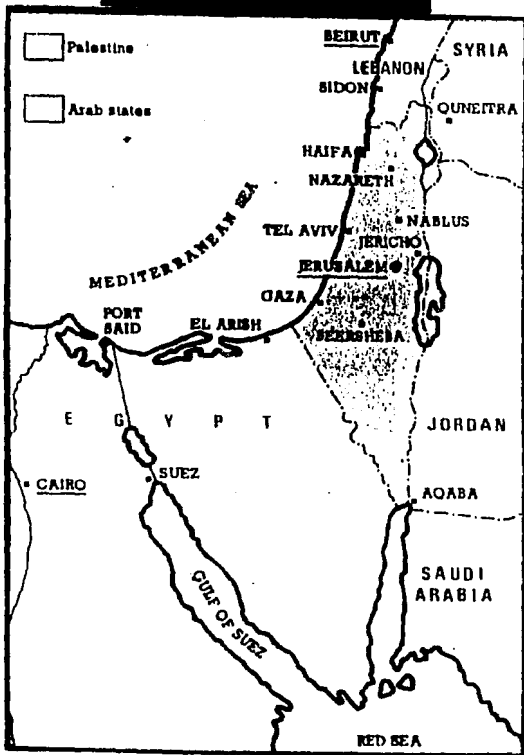 Palestine
Arab states
BEIRUT
SYRIA
LEBANON
SIDON
QUNEITRA
HAIFA
NAZARETH
MEDITERRANEAN SEA
NABLUS
TEL AVIV
JERICHO
JERUSALEM
GAZA
PORT
SAID
EL ARISH
BEERSHEBA
EGYPT
JORDAN
CAIRO
SUEZ
AQABA
GULF OF SUEZ
SAUDI
ARABIA
RED SEA